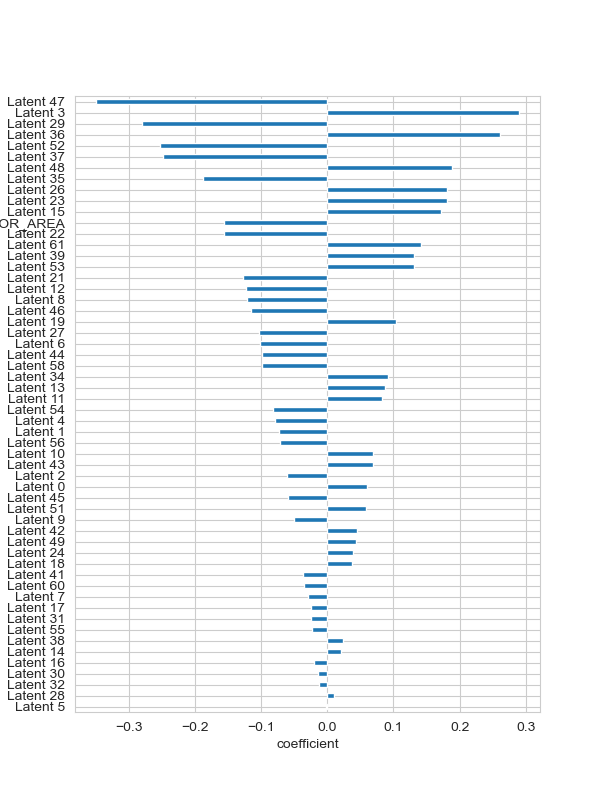 Latent 47
Latent 3
Latent 29
Latent 36
Latent 52
Latent 37
Latent 48
Latent 35
Latent 26
Latent 23
Latent 15
OR_AREA
Latent 22
Latent 61
Latent 39
Latent 53
Latent 21
Latent 12
Latent 8
Latent 46
Latent 19
Latent 27
Latent 6
Latent 44
Latent 58
Latent 34
Latent 13
Latent 11
Latent 54
Latent 4
Latent 1
Latent 56
Latent 10
Latent 43
Latent 2
Latent 0
Latent 45
Latent 51
Latent 9
Latent 42
Latent 49
Latent 24
Latent 18
Latent 41
Latent 60
Latent 7
Latent 17
Latent 31
Latent 55
Latent 38
Latent 14
Latent 16
Latent 30
Latent 32
Latent 28
Latent 5
−0.3 −0.2 −0.1 0.0 0.1 0.2 0.3
coefficient